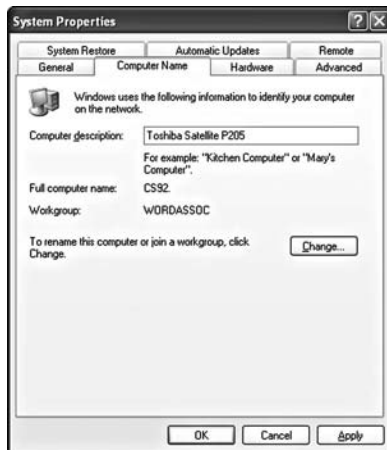 System Properties
System Restore Automatic Updates Remote
General Computer Name Hardware Advanced
Windows uses the following information to identify your computer
on the network.
Computer description: Toshiba Satellite P205
For example: "Kitchen Computer" or "Mary's
Computer".
Full computer name: CS92.
Workgroup: WORDASSOC
To rename this computer or join a workgroup, click
Change.
Change...
OK Cancel Apply